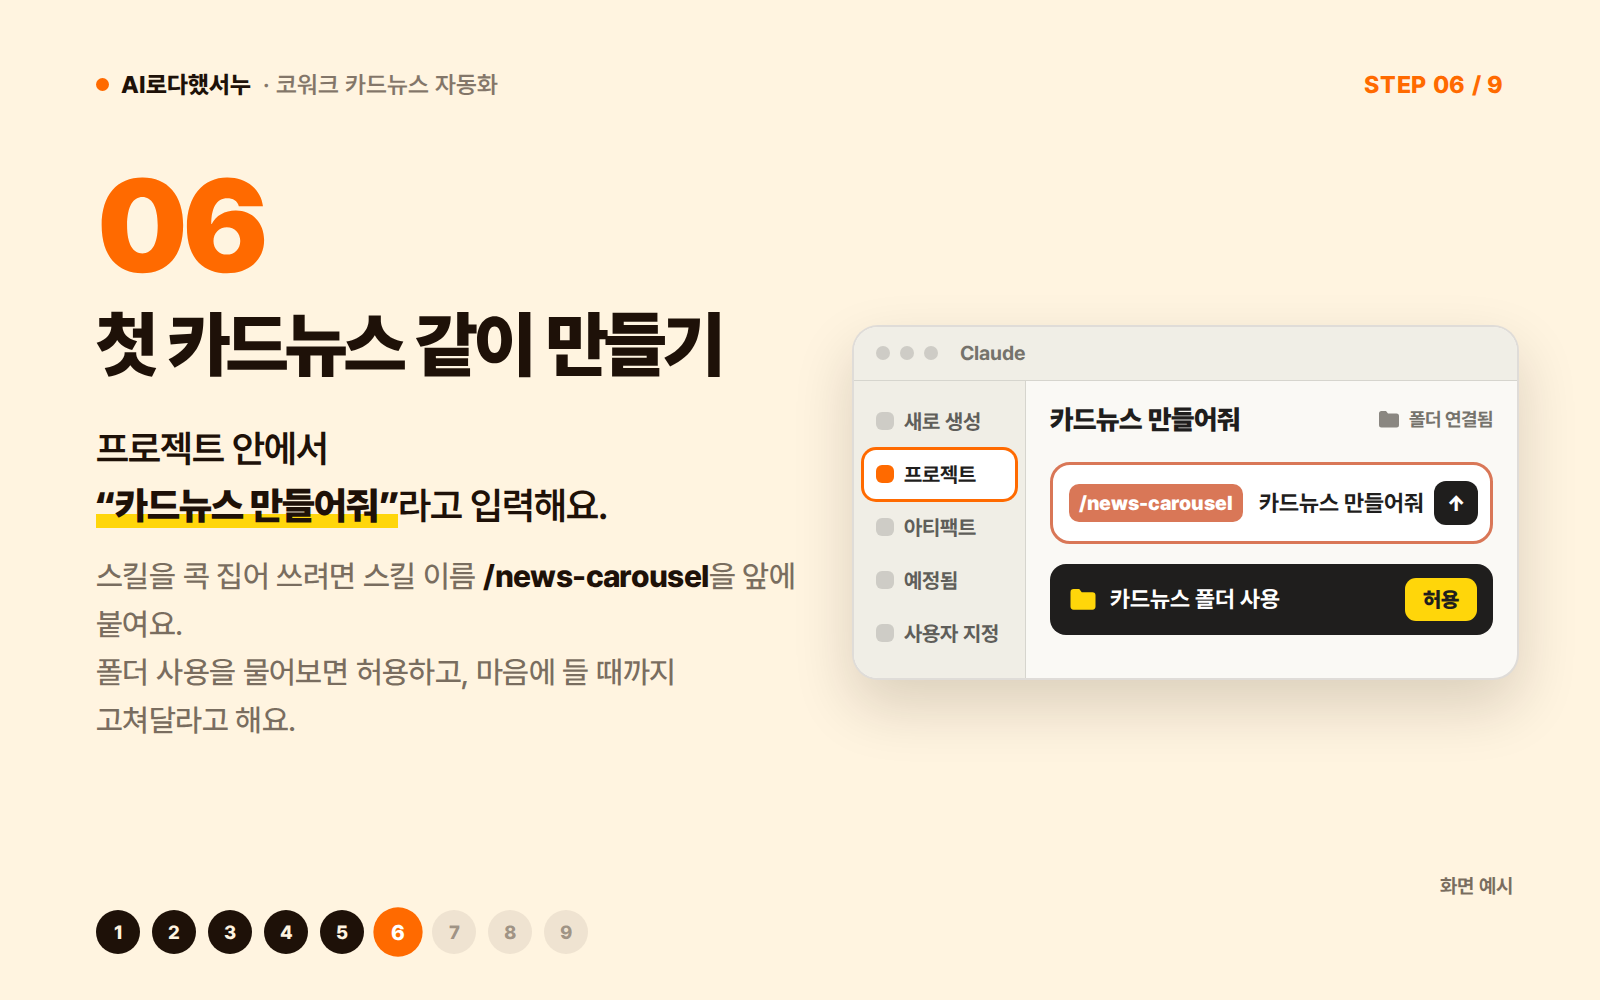 AI로다했서누 · 코워크 카드뉴스 자동화
STEP 06 / 9
06
첫 카드뉴스 같이 만들기
프로젝트 안에서
“카드뉴스 만들어줘”라고 입력해요.
스킬을 콕 집어 쓰려면 스킬 이름 /news-carousel을 앞에
붙여요.
폴더 사용을 물어보면 허용하고, 마음에 들 때까지
고쳐달라고 해요.
Claude
새로 생성
프로젝트
아티팩트
예정됨
사용자 지정
카드뉴스 만들어줘
폴더 연결됨
/news-carousel 카드뉴스 만들어줘
카드뉴스 폴더 사용
허용
화면 예시
1 2 3 4 5 6 7 8 9